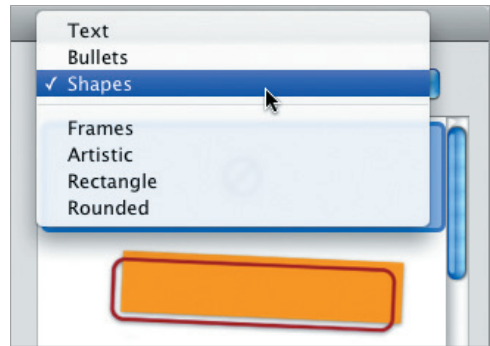 Text
Bullets
✓ Shapes
Frames
Artistic
Rectangle
Rounded